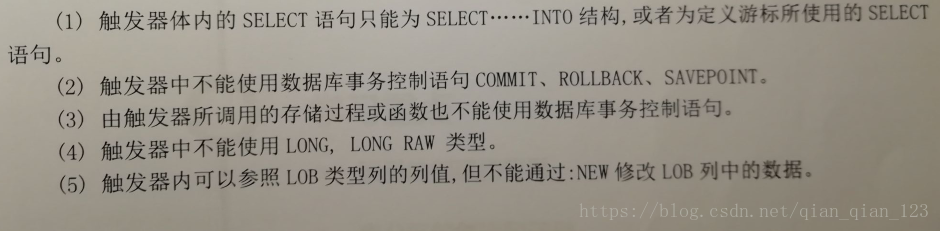 (1) 触发器体内的 SELECT 语句只能为 SELECT……INTO 结构,或者为定义游标所使用的 SELECT
语句。
(2) 触发器中不能使用数据库事务控制语句 COMMIT、ROLLBACK、SAVEPOINT。
(3) 由触发器所调用的存储过程或函数也不能使用数据库事务控制语句。
(4) 触发器中不能使用 LONG, LONG RAW 类型。
(5) 触发器内可以参照 LOB 类型列的列值,但不能通过:NEW 修改 LOB 列中的数据。
https://blog.csdn.net/qian_qian_123